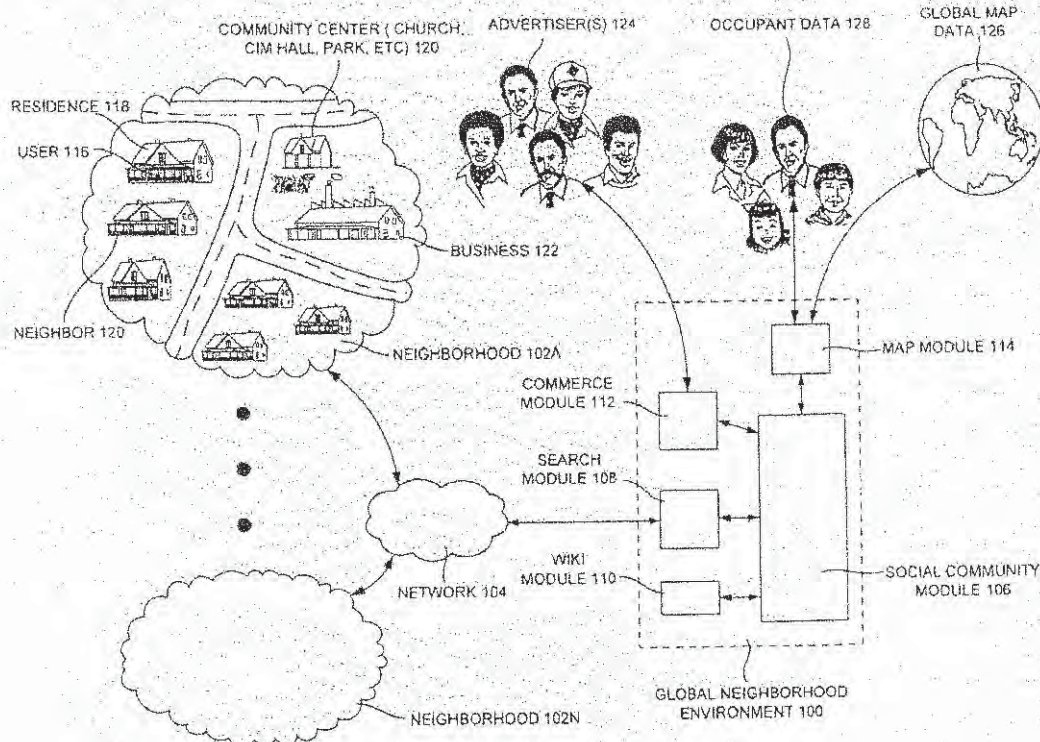 COMMUNITY CENTER ( CHURCH,
CIM HALL, PARK, ETC) 120
ADVERTISER(S) 124
OCCUPANT DATA 128
GLOBAL MAP
DATA 126
RESIDENCE 118
USER 116
BUSINESS 122
NEIGHBOR 120
NEIGHBORHOOD 102A
MAP MODULE 114
COMMERCE
MODULE 112
SEARCH
MODULE 108
WIKI
MODULE 110
NETWORK 104
SOCIAL COMMUNITY
MODULE 106
GLOBAL NEIGHBORHOOD
ENVIRONMENT 100
NEIGHBORHOOD 102N